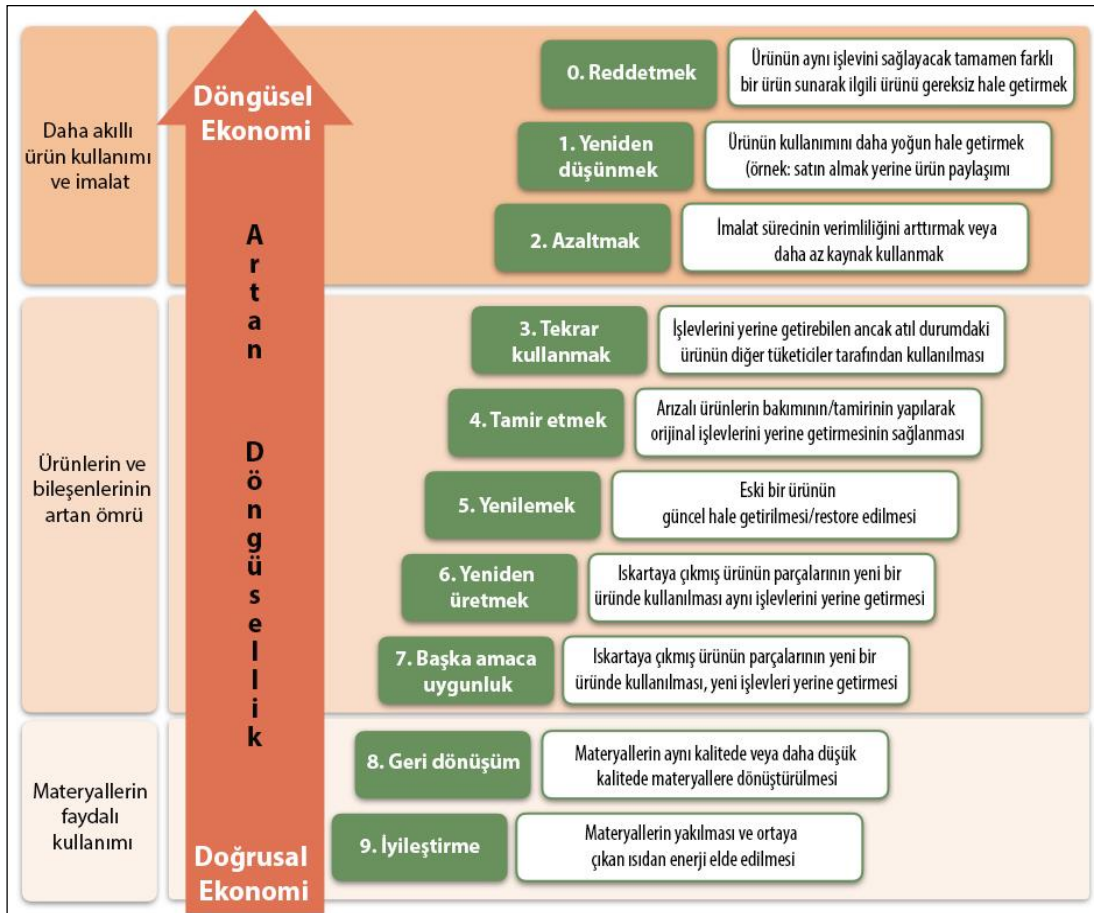 Döngüsel
Ekonomi
Artan Döngüsellik
Doğrusal
Ekonomi
Daha akıllı
ürün kullanımı
ve imalat
0. Reddetmek
Ürünün aynı işlevini sağlayacak tamamen farklı
bir ürün sunarak ilgili ürünü gereksiz hale getirmek
1. Yeniden
düşünmek
Ürünün kullanımını daha yoğun hale getirmek
(örnek: satın almak yerine ürün paylaşımı
2. Azaltmak
İmalat sürecinin verimliliğini arttırmak veya
daha az kaynak kullanmak
Ürünlerin ve
bileşenlerinin
artan ömrü
3. Tekrar
kullanmak
İşlevlerini yerine getirebilen ancak atıl durumdaki
ürünün diğer tüketiciler tarafından kullanılması
4. Tamir etmek
Arızalı ürünlerin bakımının/tamirinin yapılarak
orijinal işlevlerini yerine getirmesinin sağlanması
5. Yenilemek
Eski bir ürünün
güncel hale getirilmesi/restore edilmesi
6. Yeniden
üretmek
Iskartaya çıkmış ürünün parçalarının yeni bir
üründe kullanılması aynı işlevlerini yerine getirmesi
7. Başka amaca
uygunluk
Iskartaya çıkmış ürünün parçalarının yeni bir
üründe kullanılması, yeni işlevleri yerine getirmesi
Materyallerin
faydalı
kullanımı
8. Geri dönüşüm
Materyallerin aynı kalitede veya daha düşük
kalitede materyallere dönüştürülmesi
9. İyileştirme
Materyallerin yakılması ve ortaya
çıkan ısıdan enerji elde edilmesi